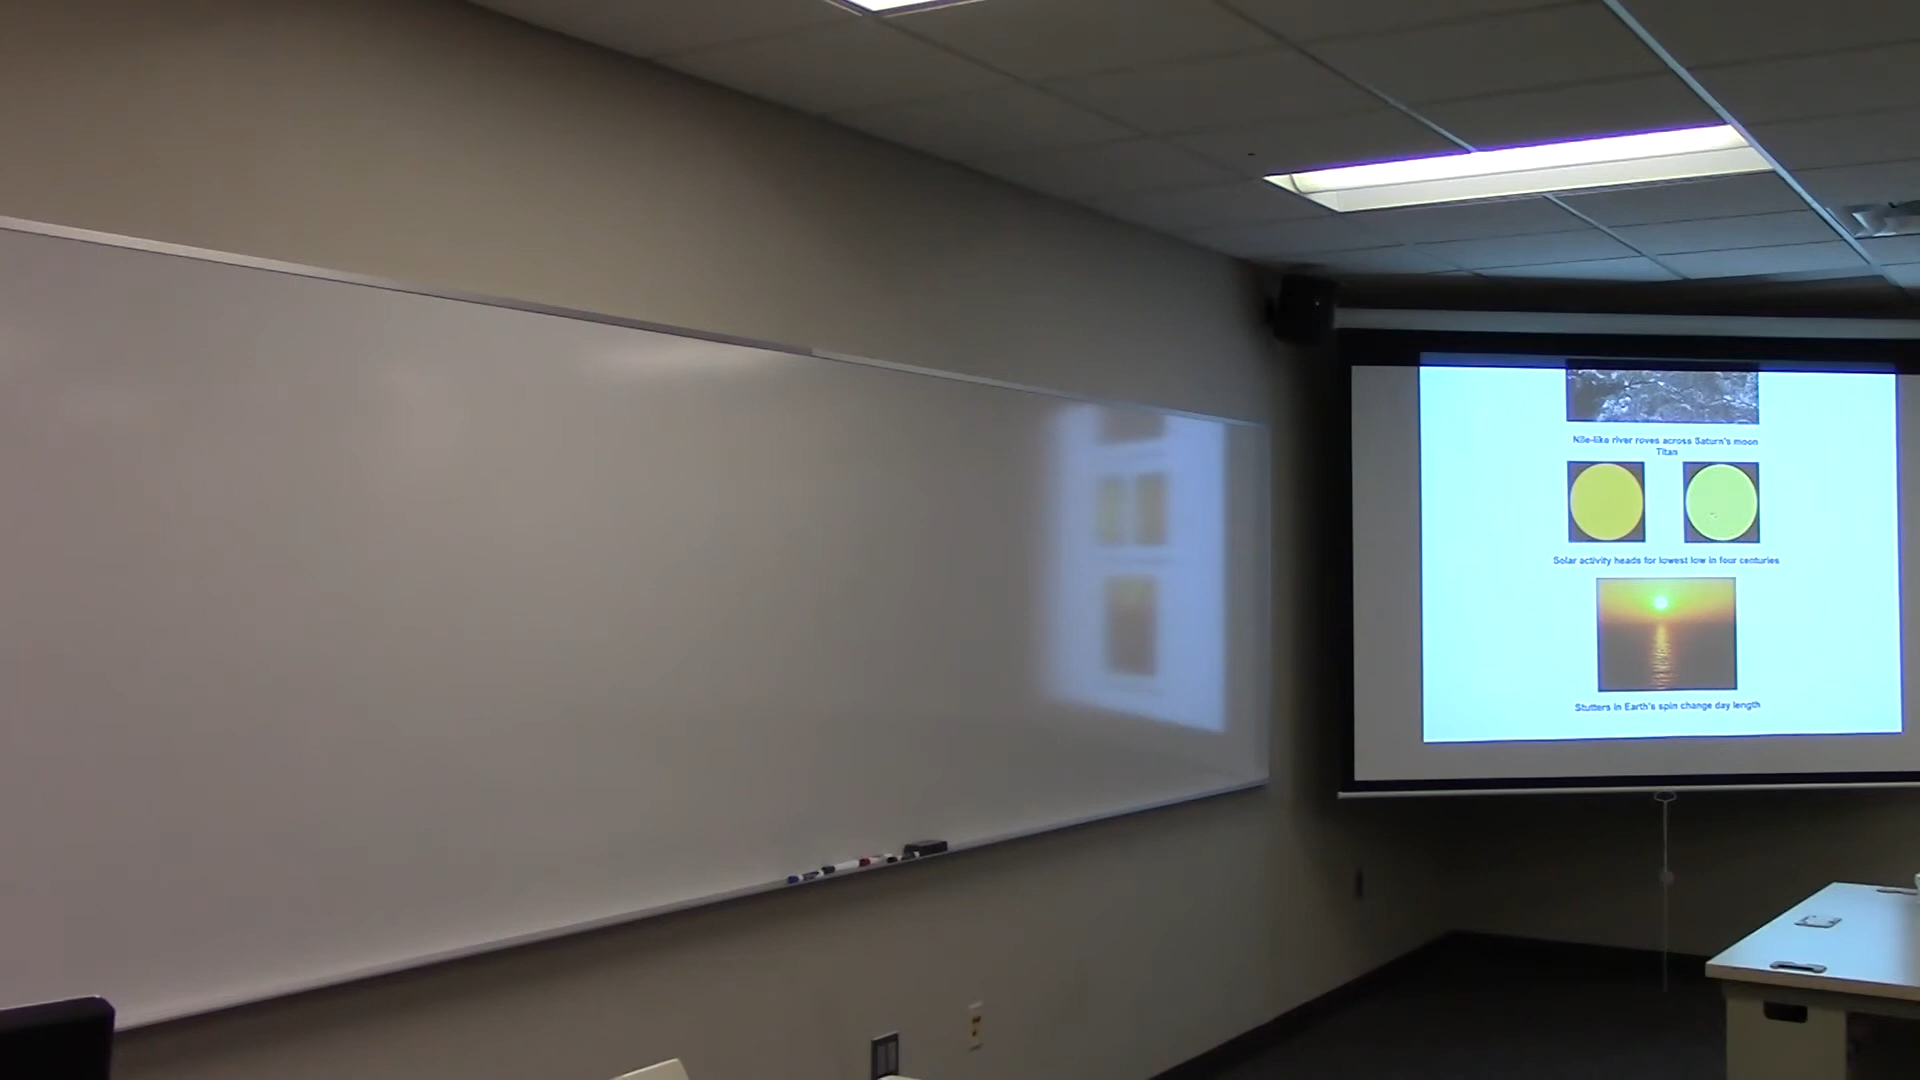 Nile-like river roves across Saturn's moon
Titan
Solar activity heads for lowest low in four centuries
Stutters in Earth's spin change day length